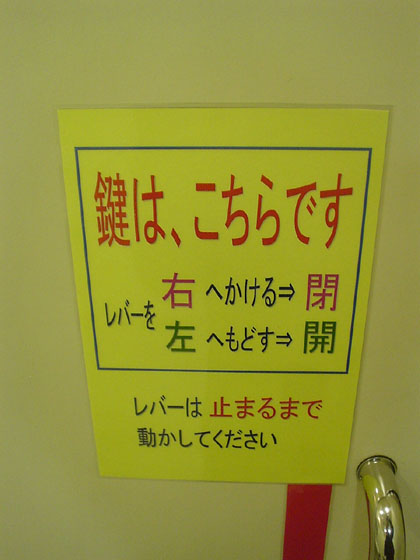 鍵は、こちらです
レバーを 右 へかける⇒ 閉
左 へもどす⇒ 開
レバーは 止まるまで
動かしてください